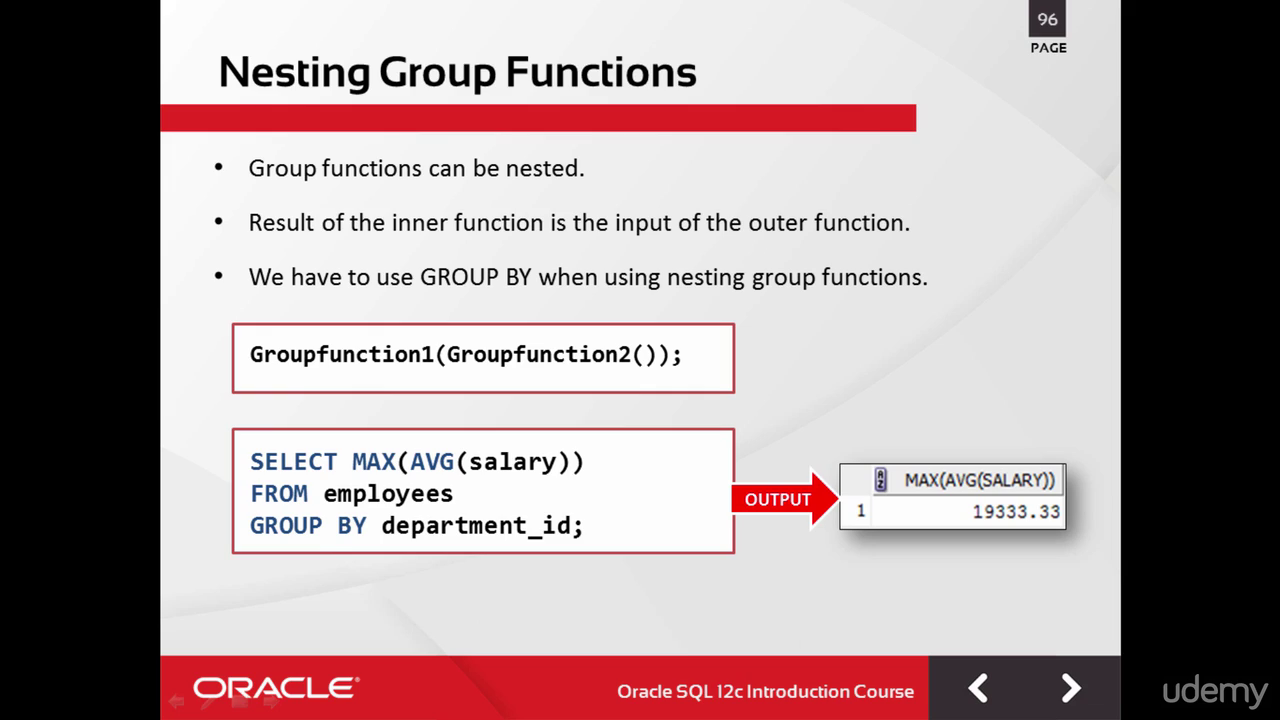 96
PAGE
Nesting Group Functions
• Group functions can be nested.
• Result of the inner function is the input of the outer function.
• We have to use GROUP BY when using nesting group functions.
Groupfunction1(Groupfunction2());
SELECT MAX(AVG(salary))
FROM employees
GROUP BY department_id;
OUTPUT
MAX(AVG(SALARY))
1 19333.33
ORACLE®
Oracle SQL 12c Introduction Course
udemy